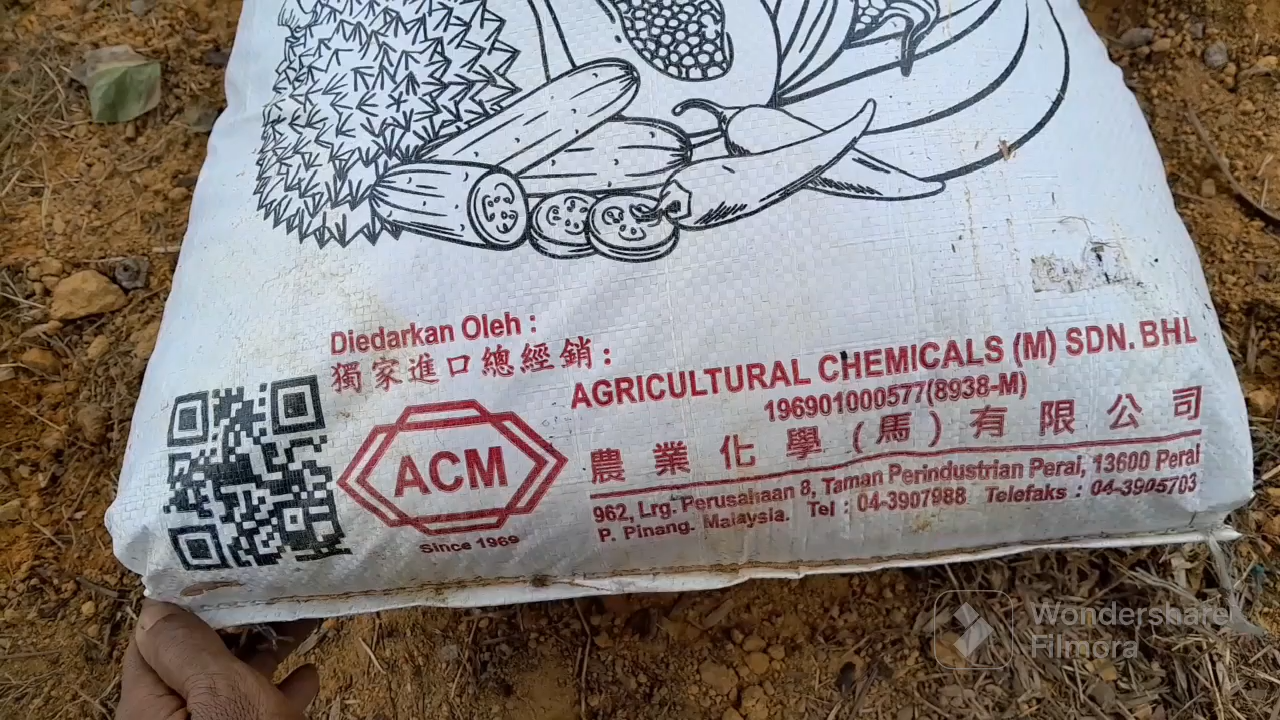 Diedarkan Oleh :
獨家進口總經銷:
AGRICULTURAL CHEMICALS (M) SDN. BHD
196901000577(8938-M)
農業化學(馬)有限公司
962, Lrg. Perusahaan 8, Taman Perindustrian Perai, 13600 Perai
P. Pinang. Malaysia. Tel : 04-3907988 Telefaks : 04-3905703
ACM
Since 1969
Wondershare
Filmora